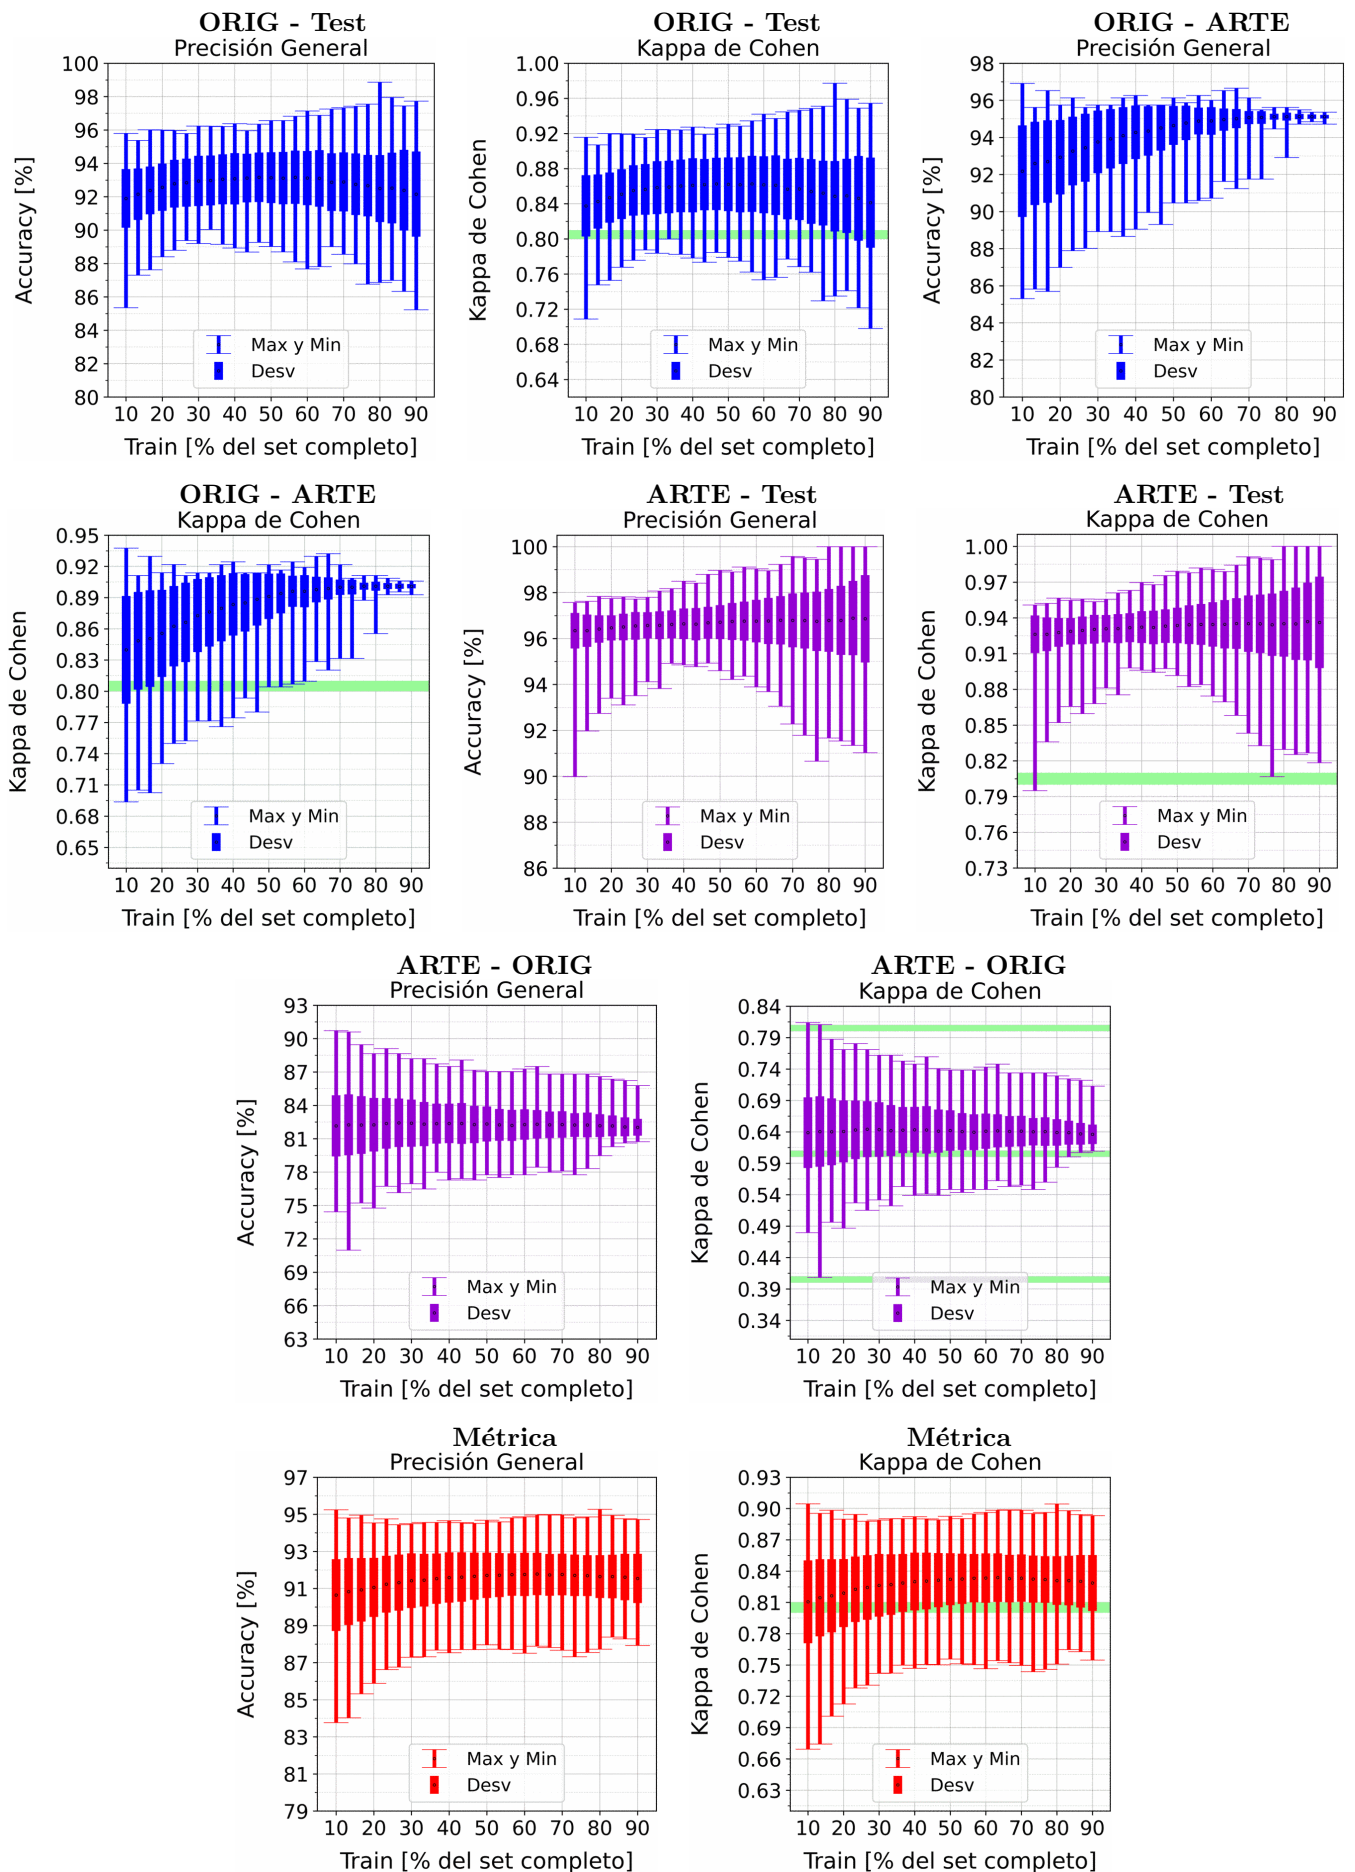 ORIG - Test
Precisión General
Accuracy [%]
100
98
96
94
92
90
88
86
84
82
80
Max y Min
Desv
10 20 30 40 50 60 70 80 90
Train [% del set completo]
ORIG - Test
Kappa de Cohen
Kappa de Cohen
1.00
0.96
0.92
0.88
0.84
0.80
0.76
0.72
0.68
0.64
Max y Min
Desv
10 20 30 40 50 60 70 80 90
Train [% del set completo]
ORIG - ARTE
Precisión General
Accuracy [%]
98
96
94
92
90
88
86
84
82
80
Max y Min
Desv
10 20 30 40 50 60 70 80 90
Train [% del set completo]
ORIG - ARTE
Kappa de Cohen
Kappa de Cohen
0.95
0.92
0.89
0.86
0.83
0.80
0.77
0.74
0.71
0.68
0.65
Max y Min
Desv
10 20 30 40 50 60 70 80 90
Train [% del set completo]
ARTE - Test
Precisión General
Accuracy [%]
100
98
96
94
92
90
88
86
Max y Min
Desv
10 20 30 40 50 60 70 80 90
Train [% del set completo]
ARTE - Test
Kappa de Cohen
Kappa de Cohen
1.00
0.97
0.94
0.91
0.88
0.85
0.82
0.79
0.76
0.73
Max y Min
Desv
10 20 30 40 50 60 70 80 90
Train [% del set completo]
ARTE - ORIG
Precisión General
Accuracy [%]
93
90
87
84
81
78
75
72
69
66
63
Max y Min
Desv
10 20 30 40 50 60 70 80 90
Train [% del set completo]
ARTE - ORIG
Kappa de Cohen
Kappa de Cohen
0.84
0.79
0.74
0.69
0.64
0.59
0.54
0.49
0.44
0.39
0.34
Max y Min
Desv
10 20 30 40 50 60 70 80 90
Train [% del set completo]
Métrica
Precisión General
Accuracy [%]
97
95
93
91
89
87
85
83
81
79
Max y Min
Desv
10 20 30 40 50 60 70 80 90
Train [% del set completo]
Métrica
Kappa de Cohen
Kappa de Cohen
0.93
0.90
0.87
0.84
0.81
0.78
0.75
0.72
0.69
0.66
0.63
Max y Min
Desv
10 20 30 40 50 60 70 80 90
Train [% del set completo]